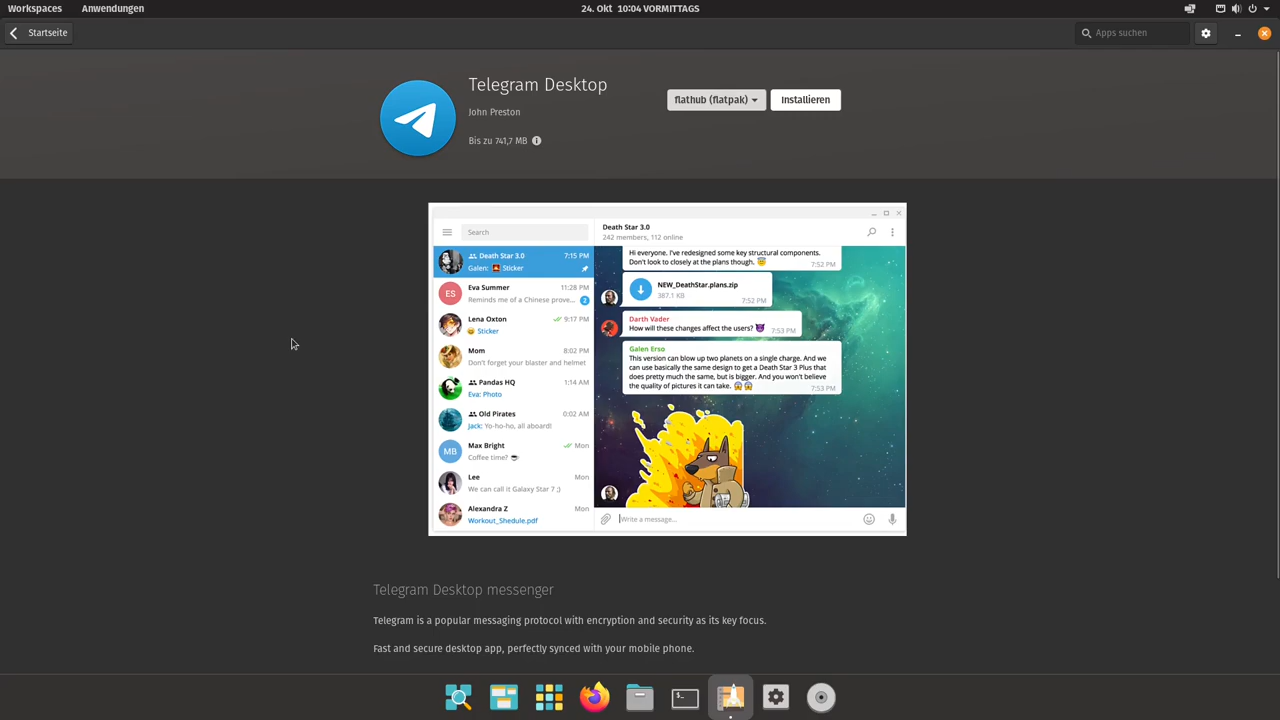 Workspaces Anwendungen 24. Okt 10:04 VORMITTAGS
Startseite Apps suchen
Telegram Desktop
John Preston
Bis zu 741,7 MB
flathub (flatpak) Installieren
Search
Death Star 3.0 7:15 PM
Galen: Sticker
Eva Summer 11:28 PM
Reminds me of a Chinese prove... 2
ES
Lena Oxton 9:17 PM
Sticker
Mom 8:02 PM
Don't forget your blaster and helmet
Pandas HQ 1:14 AM
Eva: Photo
Old Pirates 0:02 AM
Jack: Yo-ho-ho, all aboard!
MB
Max Bright Mon
Coffee time?
Lee Mon
We can call it Galaxy Star 7 ;)
Alexandra Z Mon
Workout_Shedule.pdf
Death Star 3.0
242 members, 112 online
Hi everyone. I've redesigned some key structural components.
Don't look to closely at the plans though.
7:52 PM
NEW_DeathStar.plans.zip
387.1 KB
7:52 PM
Darth Vader
How will these changes affect the users? 7:53 PM
Galen Erso
This version can blow up two planets on a single charge. And we
can use basically the same design to get a Death Star 3 Plus that
does pretty much the same, but is bigger. And you won't believe
the quality of pictures it can take.
7:53 PM
Write a message...
Telegram Desktop messenger
Telegram is a popular messaging protocol with encryption and security as its key focus.
Fast and secure desktop app, perfectly synced with your mobile phone.